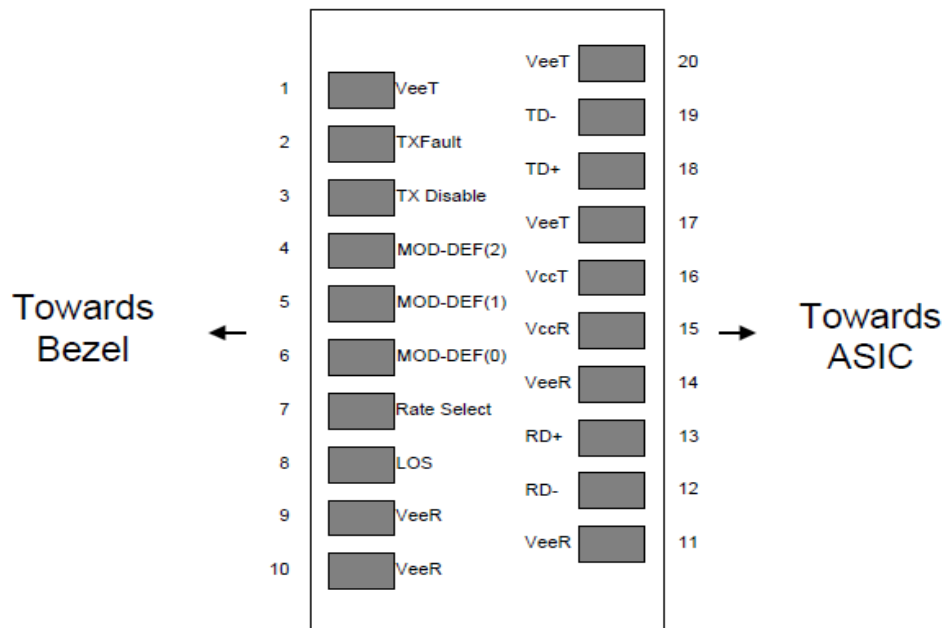 VeeT 20
1 VeeT
TD- 19
2 TXFault
TD+ 18
3 TX Disable
VeeT 17
4 MOD-DEF(2)
VccT 16
5 MOD-DEF(1)
Towards
Bezel
VccR 15
Towards
ASIC
6 MOD-DEF(0)
VeeR 14
7 Rate Select
RD+ 13
8 LOS
RD- 12
9 VeeR
VeeR 11
10 VeeR